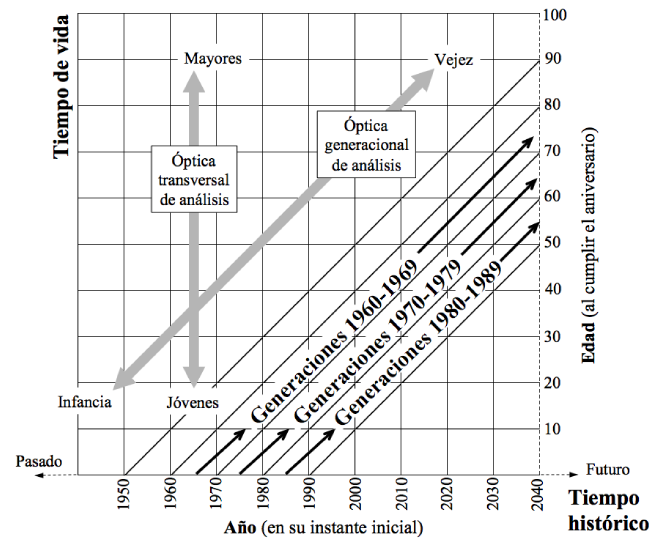 Tiempo de vida
Mayores
Vejez
Óptica
transversal
de análisis
Óptica
generacional
de análisis
Infancia
Jóvenes
Generaciones 1960-1969
Generaciones 1970-1979
Generaciones 1980-1989
100
90
80
70
60
50
40
30
20
10
Edad (al cumplir el aniversario)
Pasado
Futuro
1950
1960
1970
1980
1990
2000
2010
2020
2030
2040
Año (en su instante inicial)
Tiempo
histórico